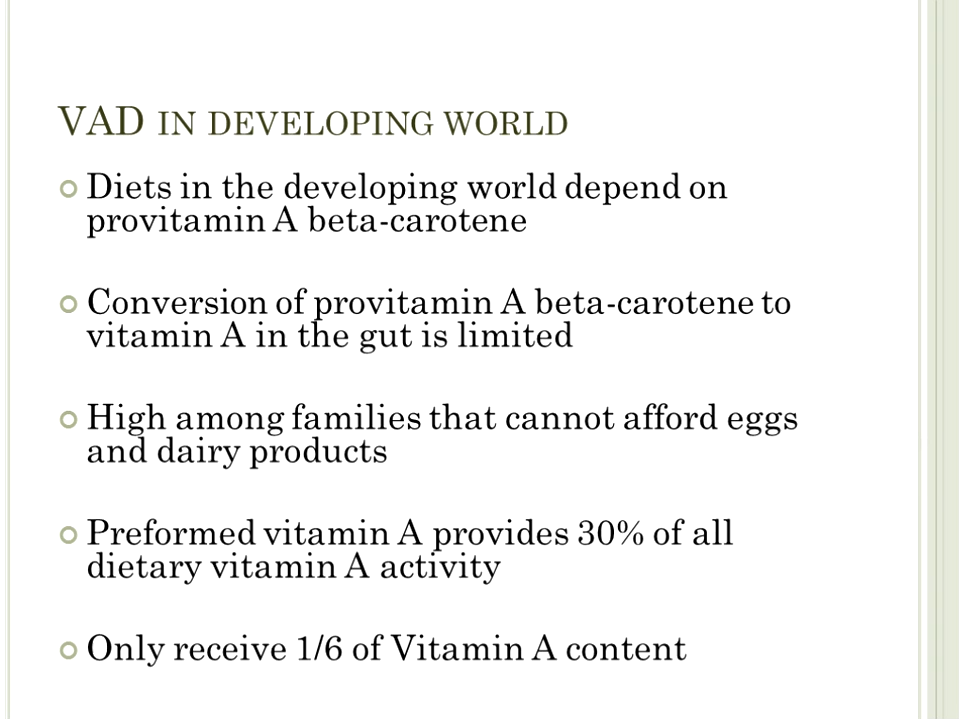 VAD IN DEVELOPING WORLD
Diets in the developing world depend on
provitamin A beta-carotene
Conversion of provitamin A beta-carotene to
vitamin A in the gut is limited
High among families that cannot afford eggs
and dairy products
Preformed vitamin A provides 30% of all
dietary vitamin A activity
Only receive 1/6 of Vitamin A content